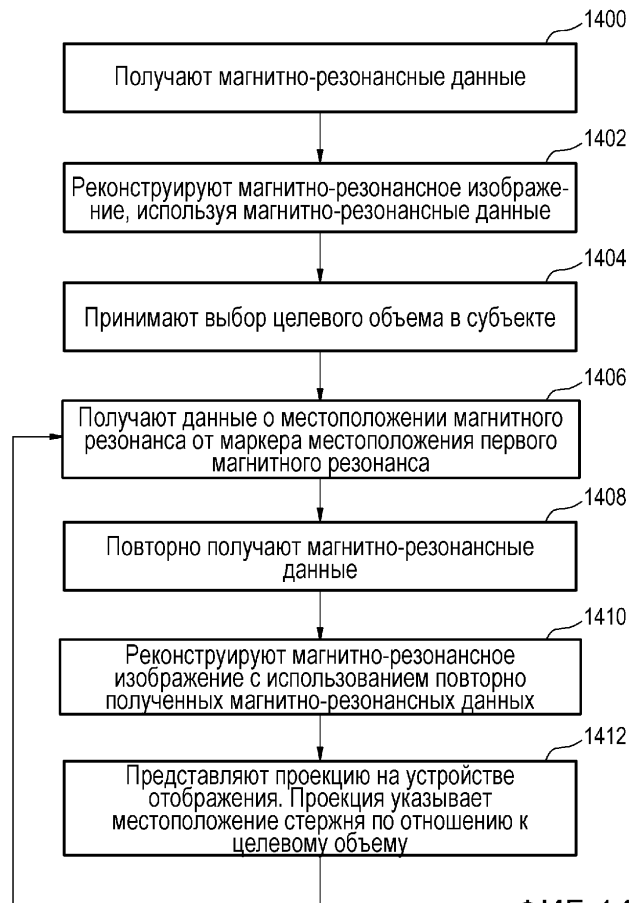 1400
Получают магнитно-резонансные данные
1402
Реконструируют магнитно-резонансное изображе-
ние, используя магнитно-резонансные данные
1404
Принимают выбор целевого объема в субъекте
1406
Получают данные о местоположении магнитного
резонанса от маркера местоположения первого
магнитного резонанса
1408
Повторно получают магнитно-резонансные
данные
1410
Реконструируют магнитно-резонансное
изображение с использованием повторно
полученных магнитно-резонансных данных
1412
Представляют проекцию на устройстве
отображения. Проекция указывает
местоположение стержня по отношению к
целевому объему